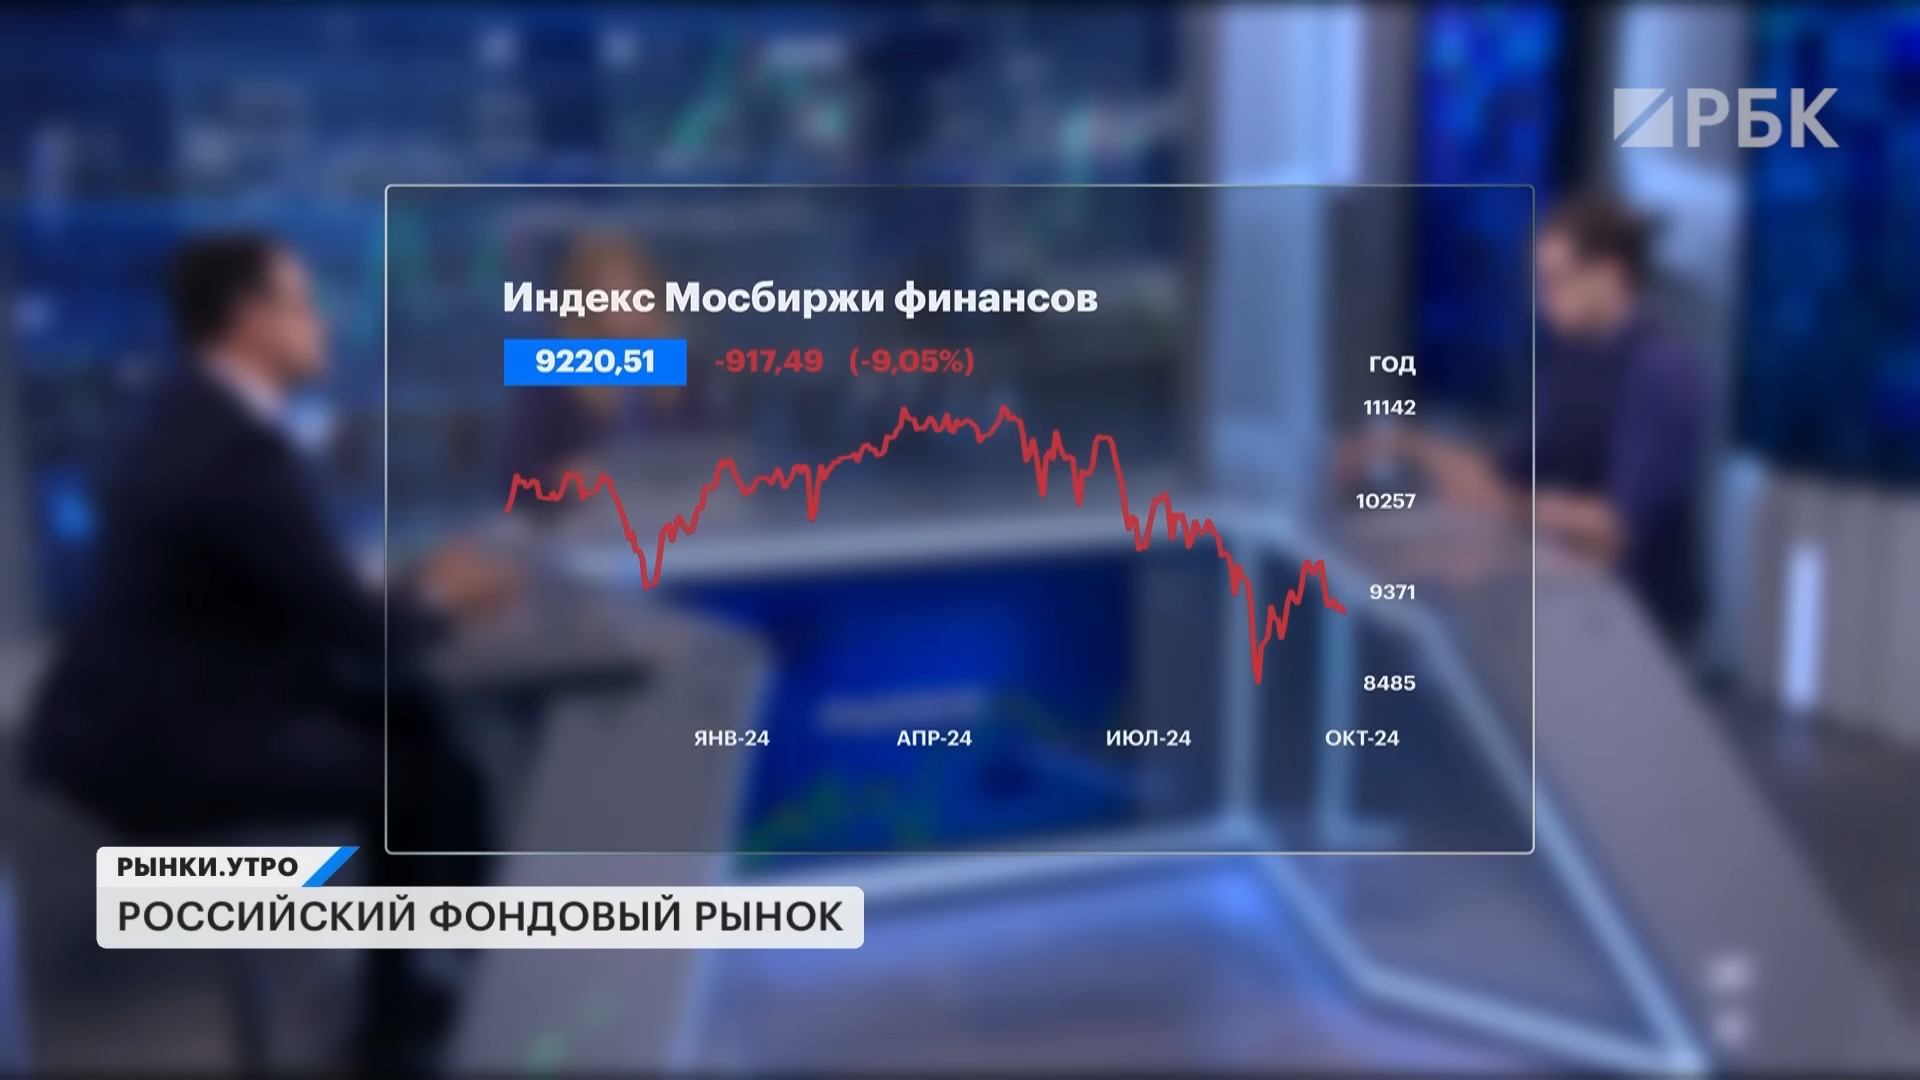 РБК
Индекс Мосбиржи финансов
9220,51 -917,49 (-9,05%)
ГОД
11142
10257
9371
8485
ЯНВ-24 АПР-24 ИЮЛ-24 ОКТ-24
РЫНКИ.УТРО
РОССИЙСКИЙ ФОНДОВЫЙ РЫНОК